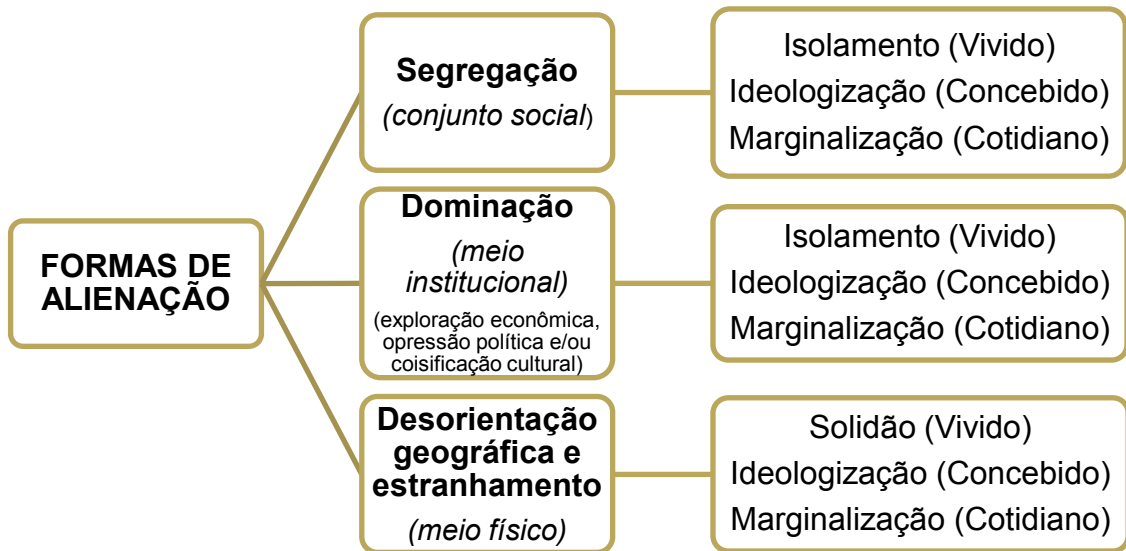 FORMAS DE
ALIENAÇÃO
Segregação
(conjunto social)
Isolamento (Vivido)
Ideologização (Concebido)
Marginalização (Cotidiano)
Dominação
(meio
institucional)
(exploração econômica,
opressão política e/ou
coisificação cultural)
Isolamento (Vivido)
Ideologização (Concebido)
Marginalização (Cotidiano)
Desorientação
geográfica e
estranhamento
(meio físico)
Solidão (Vivido)
Ideologização (Concebido)
Marginalização (Cotidiano)